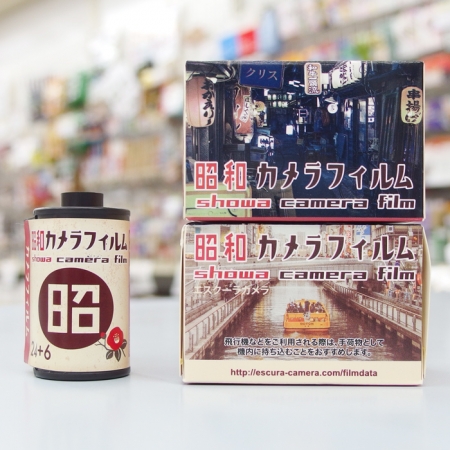 クリス
串揚げ
昭和カメラフィルム
showa camera film
昭和カメラフィルム
showa camera film
エスクーラカメラ
飛行機などをご利用される際は、手荷物として
機内に持ち込むことをおすすめします。
http://escura-camera.com/filmdata
昭和カメラフィルム
showa camera film
昭
24+6